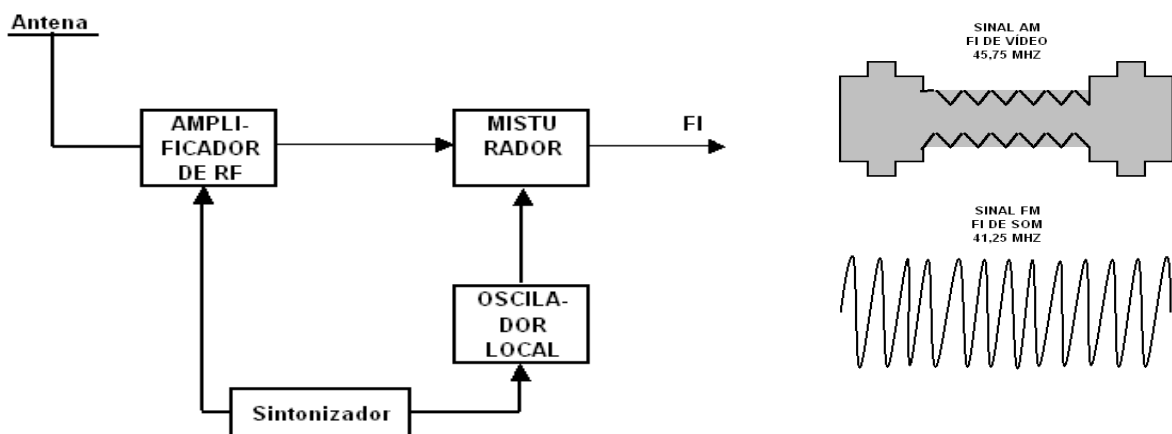 Antena
AMPLI-
FICADOR
DE RF
MISTU
RADOR
FI
OSCILA-
DOR
LOCAL
Sintonizador
SINAL AM
FI DE VÍDEO
45,75 MHZ
SINAL FM
FI DE SOM
41,25 MHZ